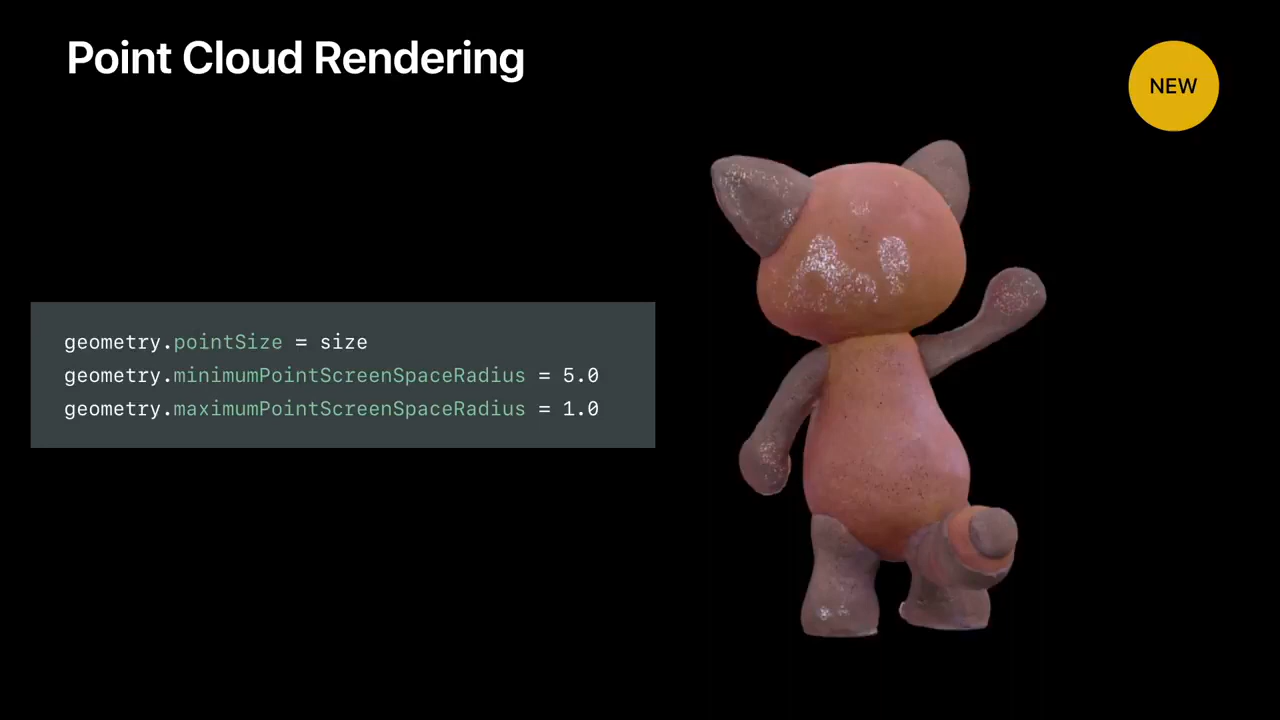 Point Cloud Rendering
NEW
geometry.pointSize = size
geometry.minimumPointScreenSpaceRadius = 5.0
geometry.maximumPointScreenSpaceRadius = 1.0